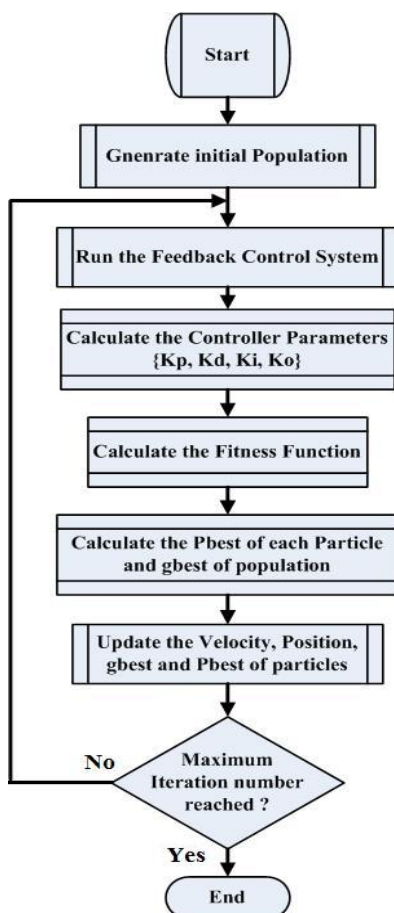 Start
Gnenrate initial Population
Run the Feedback Control System
Calculate the Controller Parameters
{Kp, Kd, Ki, Ko}
Calculate the Fitness Function
Calculate the Pbest of each Particle
and gbest of population
Update the Velocity, Position,
gbest and Pbest of particles
No
Maximum
Iteration number
reached ?
Yes
End